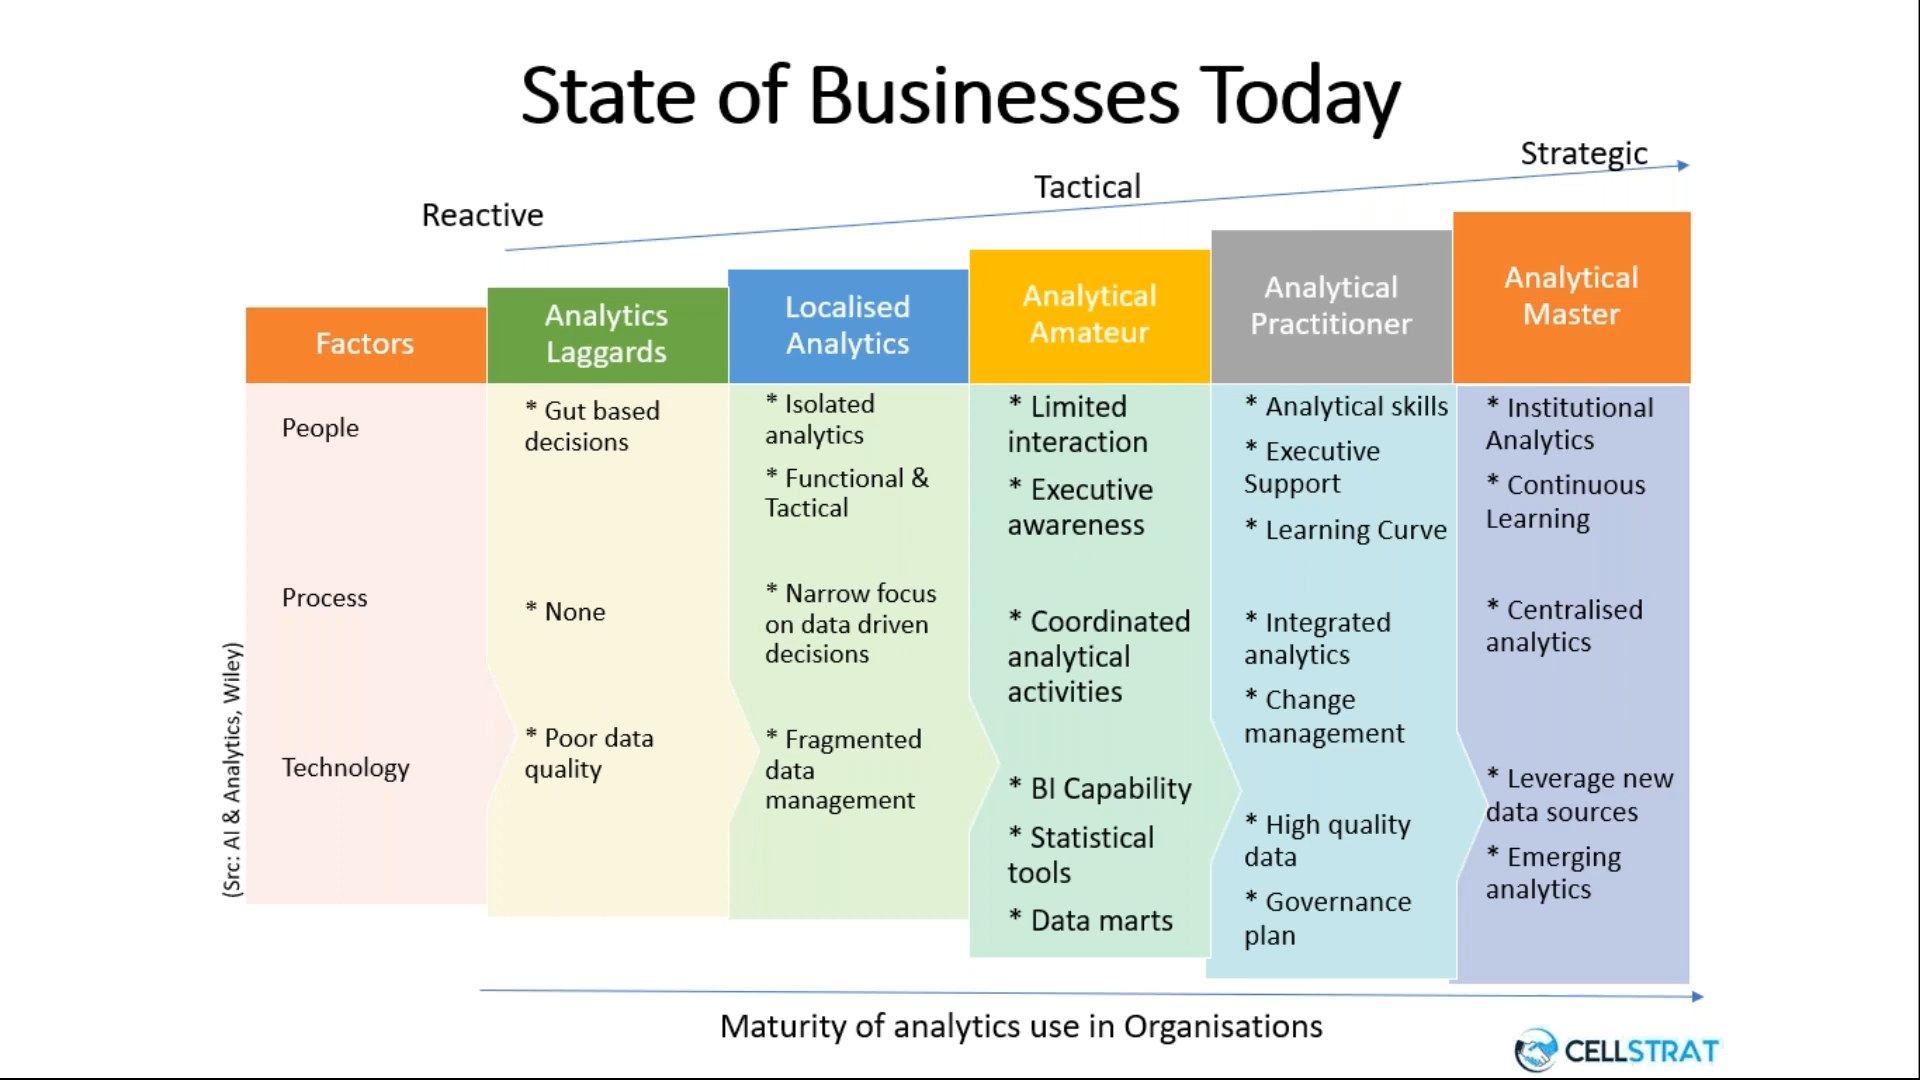 State of Businesses Today
Reactive
Tactical
Strategic
Factors
People
Process
Technology
Analytics
Laggards
* Gut based
decisions
* None
* Poor data
quality
Localised
Analytics
* Isolated
analytics
* Functional &
Tactical
* Narrow focus
on data driven
decisions
* Fragmented
data
management
Analytical
Amateur
* Limited
interaction
* Executive
awareness
* Coordinated
analytical
activities
* BI Capability
* Statistical
tools
* Data marts
Analytical
Practitioner
* Analytical skills
* Executive
Support
* Learning Curve
* Integrated
analytics
* Change
management
* High quality
data
* Governance
plan
Analytical
Master
* Institutional
Analytics
* Continuous
Learning
* Centralised
analytics
* Leverage new
data sources
* Emerging
analytics
(Src: AI & Analytics, Wiley)
Maturity of analytics use in Organisations
CELLSTRAT